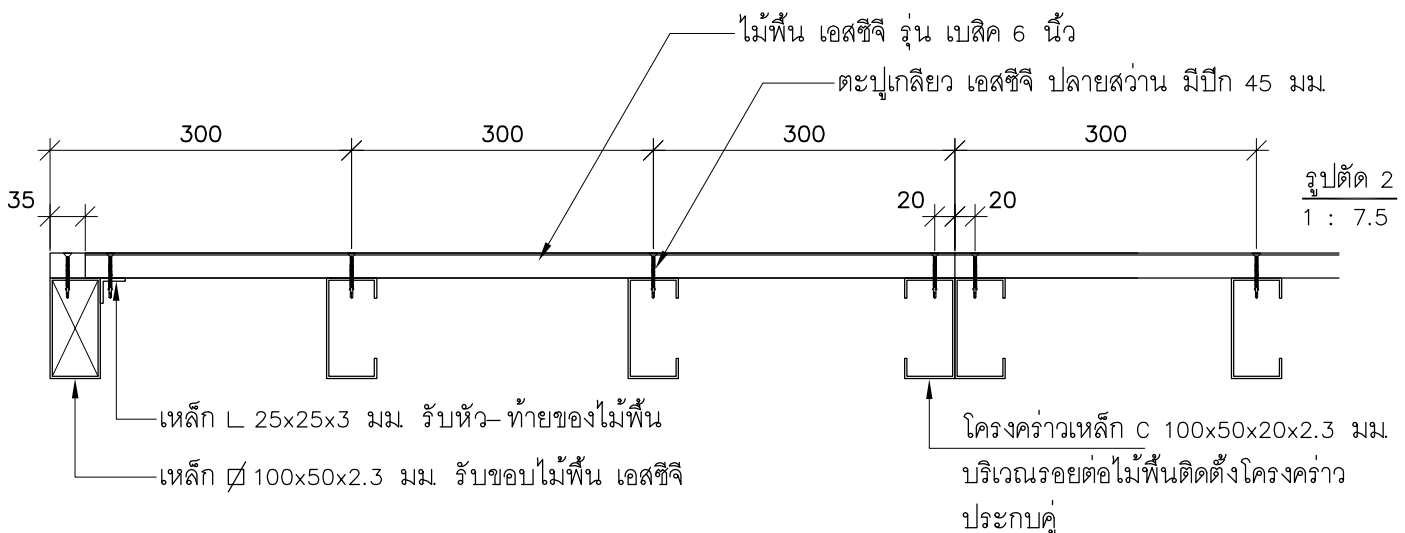 ไม้พื้น เอสซีจี รุ่น เบสิค 6 นิ้ว
ตะปูเกลียว เอสซีจี ปลายสว่าน มีปีก 45 มม.
300 300 300 300
35 20 20
รูปตัด 2
1 : 7.5
เหล็ก L 25x25x3 มม. รับหัว-ท้ายของไม้พื้น
เหล็ก 100x50x2.3 มม. รับขอบไม้พื้น เอสซีจี
โครงคร่าวเหล็ก C 100x50x20x2.3 มม.
บริเวณรอยต่อไม้พื้นติดตั้งโครงคร่าว
ประกบคู่